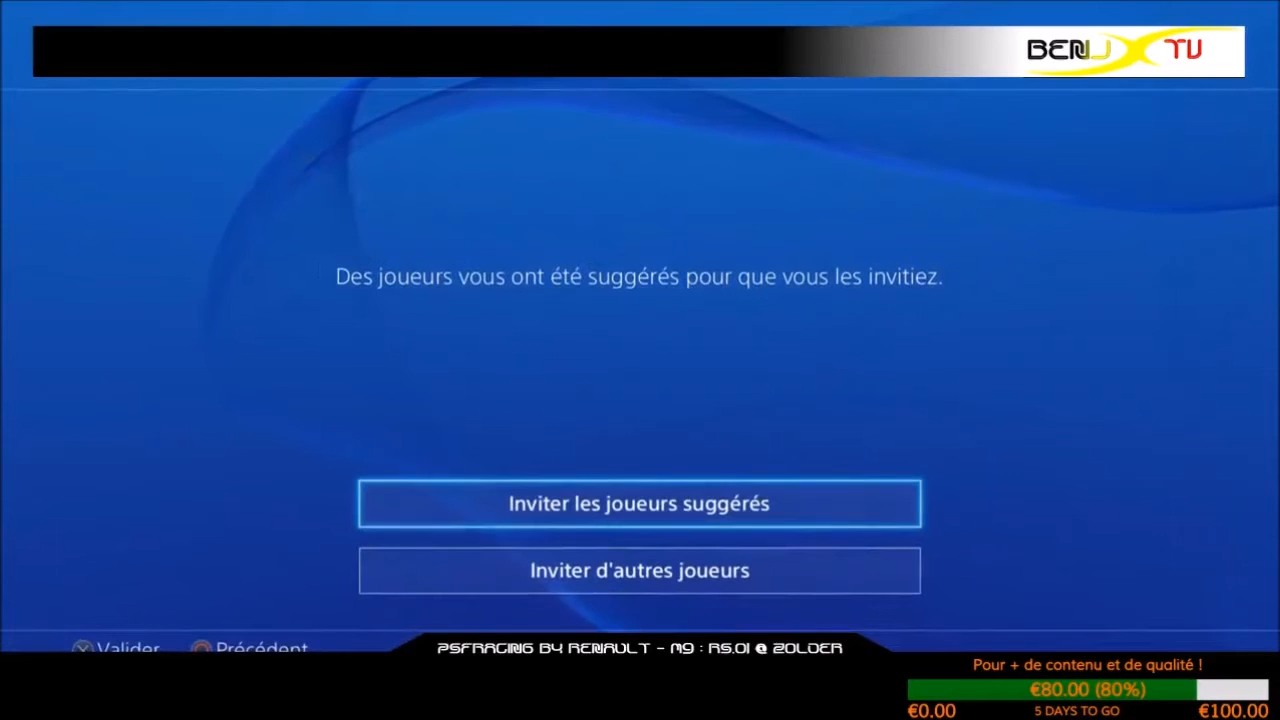 BENJ X TV
Des joueurs vous ont été suggérés pour que vous les invitiez.
Inviter les joueurs suggérés
Inviter d'autres joueurs
Valider Précédent
PSFRACING BY RENAULT - M9 : RS.01 @ ZOLDER
Pour + de contenu et de qualité !
€80.00 (80%)
€0.00 5 DAYS TO GO €100.00